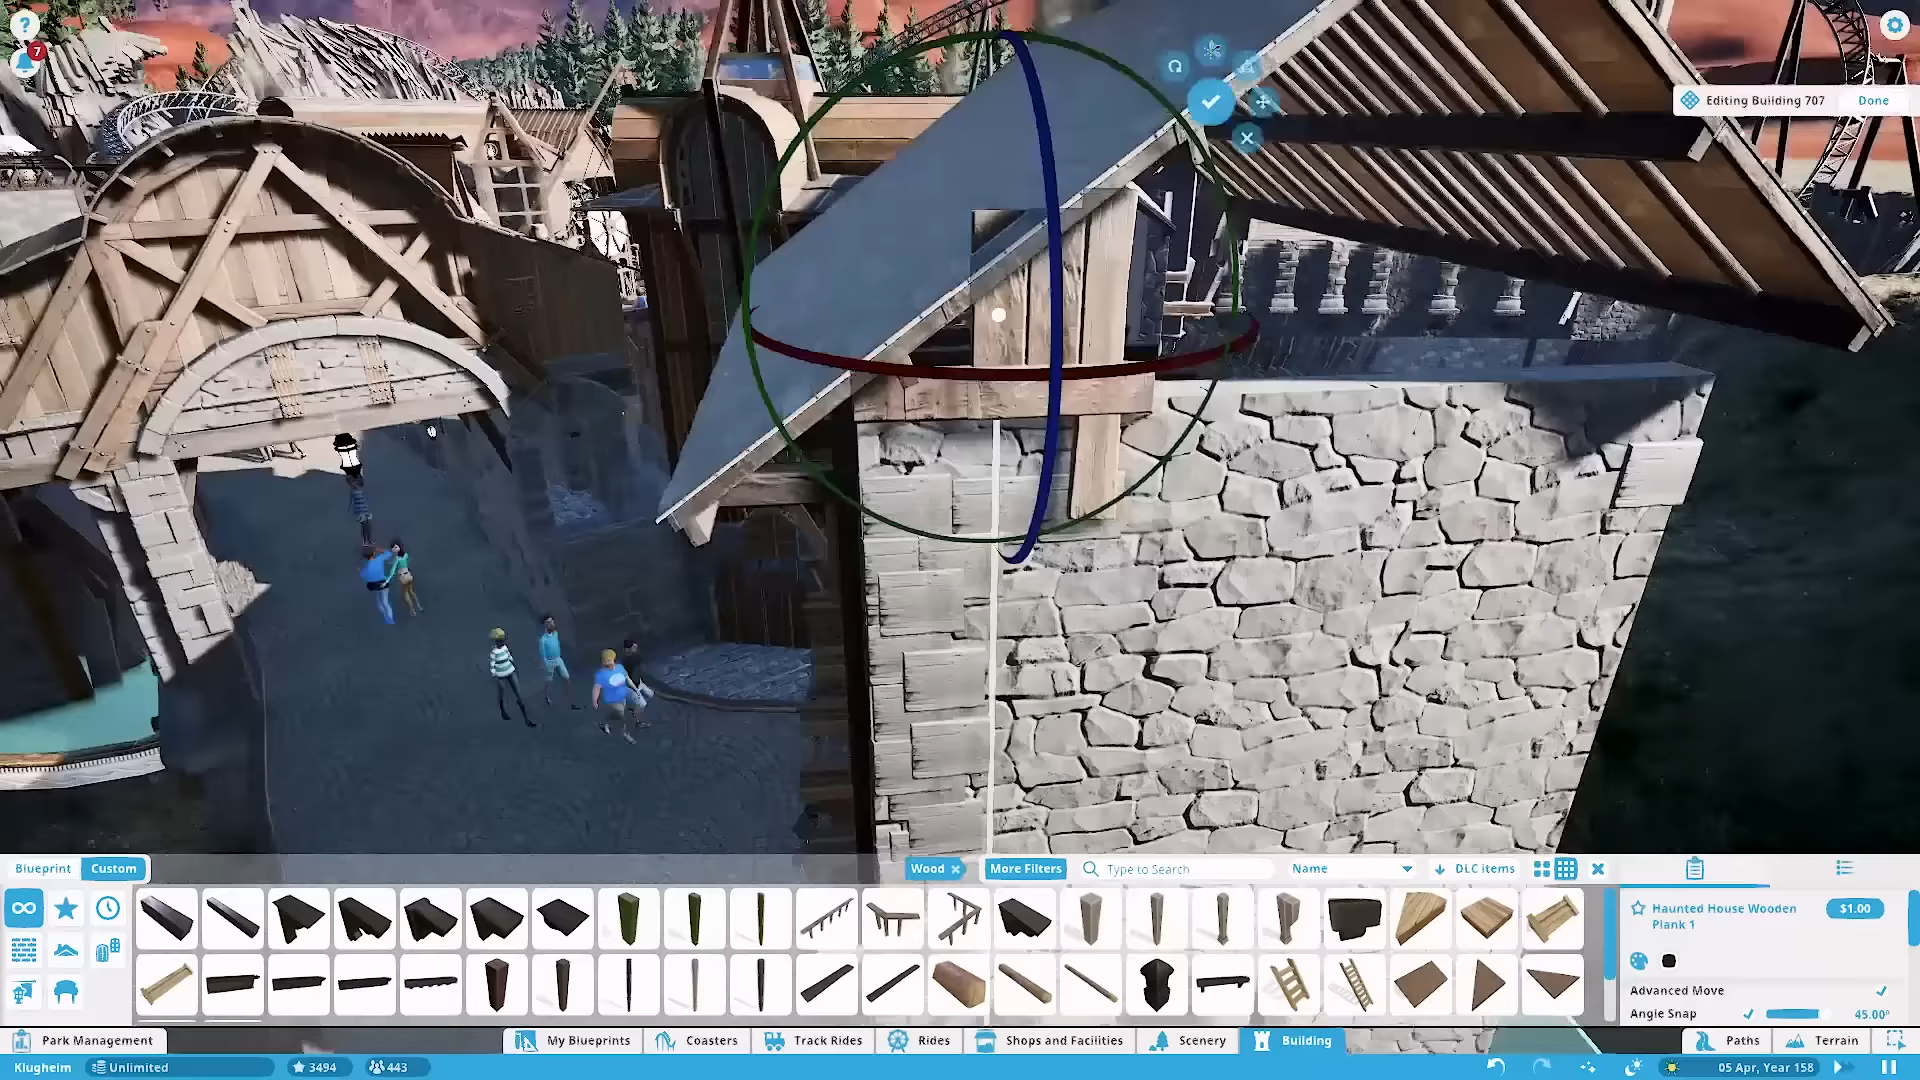 ?
7
Editing Building 707
Done
Blueprint
Custom
Wood
More Filters
Type to Search
Name
DLC items
Haunted House Wooden
Plank 1
$1.00
Advanced Move
Angle Snap
45.00°
Park Management
My Blueprints
Coasters
Track Rides
Rides
Shops and Facilities
Scenery
Building
Paths
Terrain
Klugheim
Unlimited
3494
443
05 Apr, Year 158